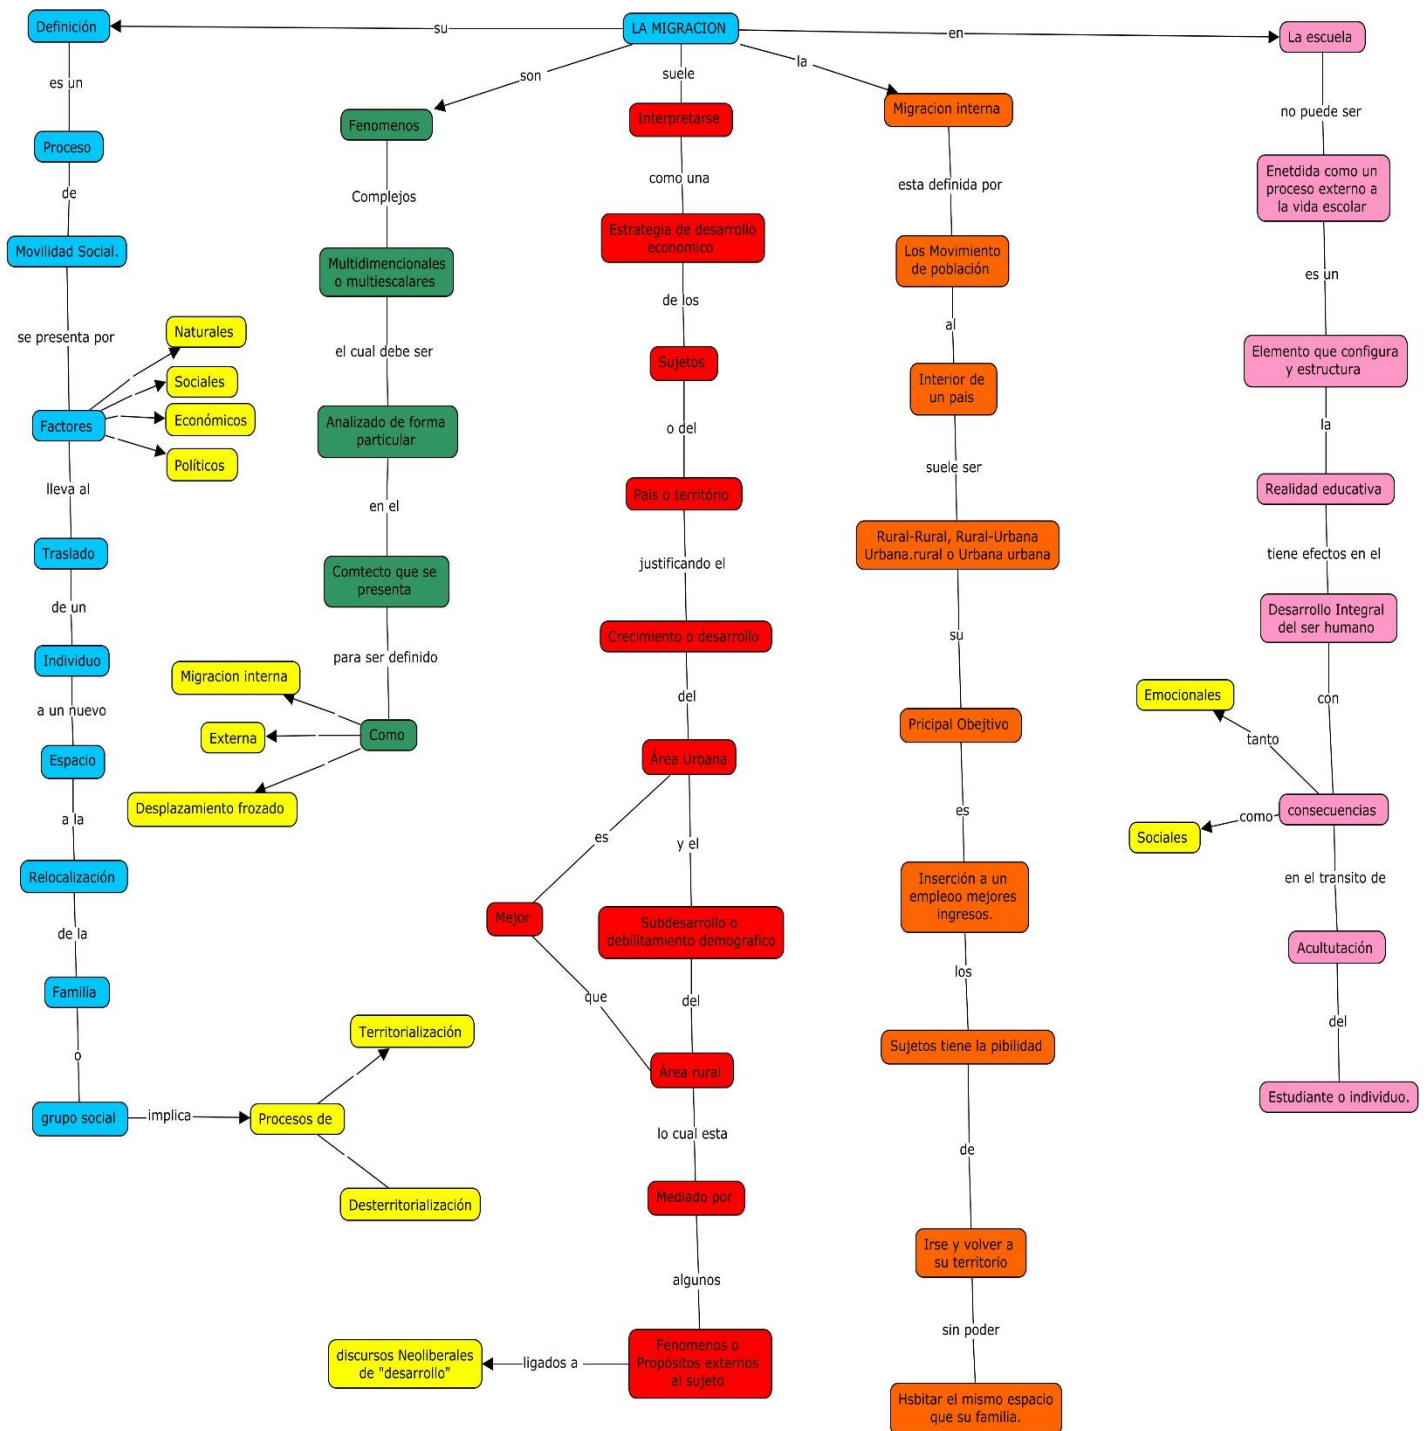 LA MIGRACION
su
Definición
es un
Proceso
de
Movilidad Social.
se presenta por
Factores
Naturales
Sociales
Económicos
Políticos
lleva al
Traslado
de un
Individuo
a un nuevo
Espacio
a la
Relocalización
de la
Familia
o
grupo social
implica
Procesos de
Territorialización
Desterritorialización
son
Fenomenos
Complejos
Multidimencionales
o multiescalares
el cual debe ser
Analizado de forma
particular
en el
Comtecto que se
presenta
para ser definido
Como
Migracion interna
Externa
Desplazamiento frozado
suele
Interpretarse
como una
Estrategia de desarrollo
economico
de los
Sujetos
o del
Pais o território
justificando el
Crecimiento o desarrollo
del
Área Urbana
es
Mejor
que
y el
Subdesarrollo o
debilitamiento demografico
del
Área rural
lo cual esta
Mediado por
algunos
Fenomenos o
Propósitos externos
al sujeto
ligados a
discursos Neoliberales
de "desarrollo"
la
Migracion interna
esta definida por
Los Movimiento
de población
al
Interior de
un pais
suele ser
Rural-Rural, Rural-Urbana
Urbana.rural o Urbana urbana
su
Pricipal Obejtivo
es
Inserción a un
empleoo mejores
ingresos.
los
Sujetos tiene la pibilidad
de
Irse y volver a
su territorio
sin poder
Hsbitar el mismo espacio
que su familia.
en
La escuela
no puede ser
Enetdida como un
proceso externo a
la vida escolar
es un
Elemento que configura
y estructura
la
Realidad educativa
tiene efectos en el
Desarrollo Integral
del ser humano
con
consecuencias
tanto
Emocionales
como
Sociales
en el transito de
Acultutación
del
Estudiante o individuo.